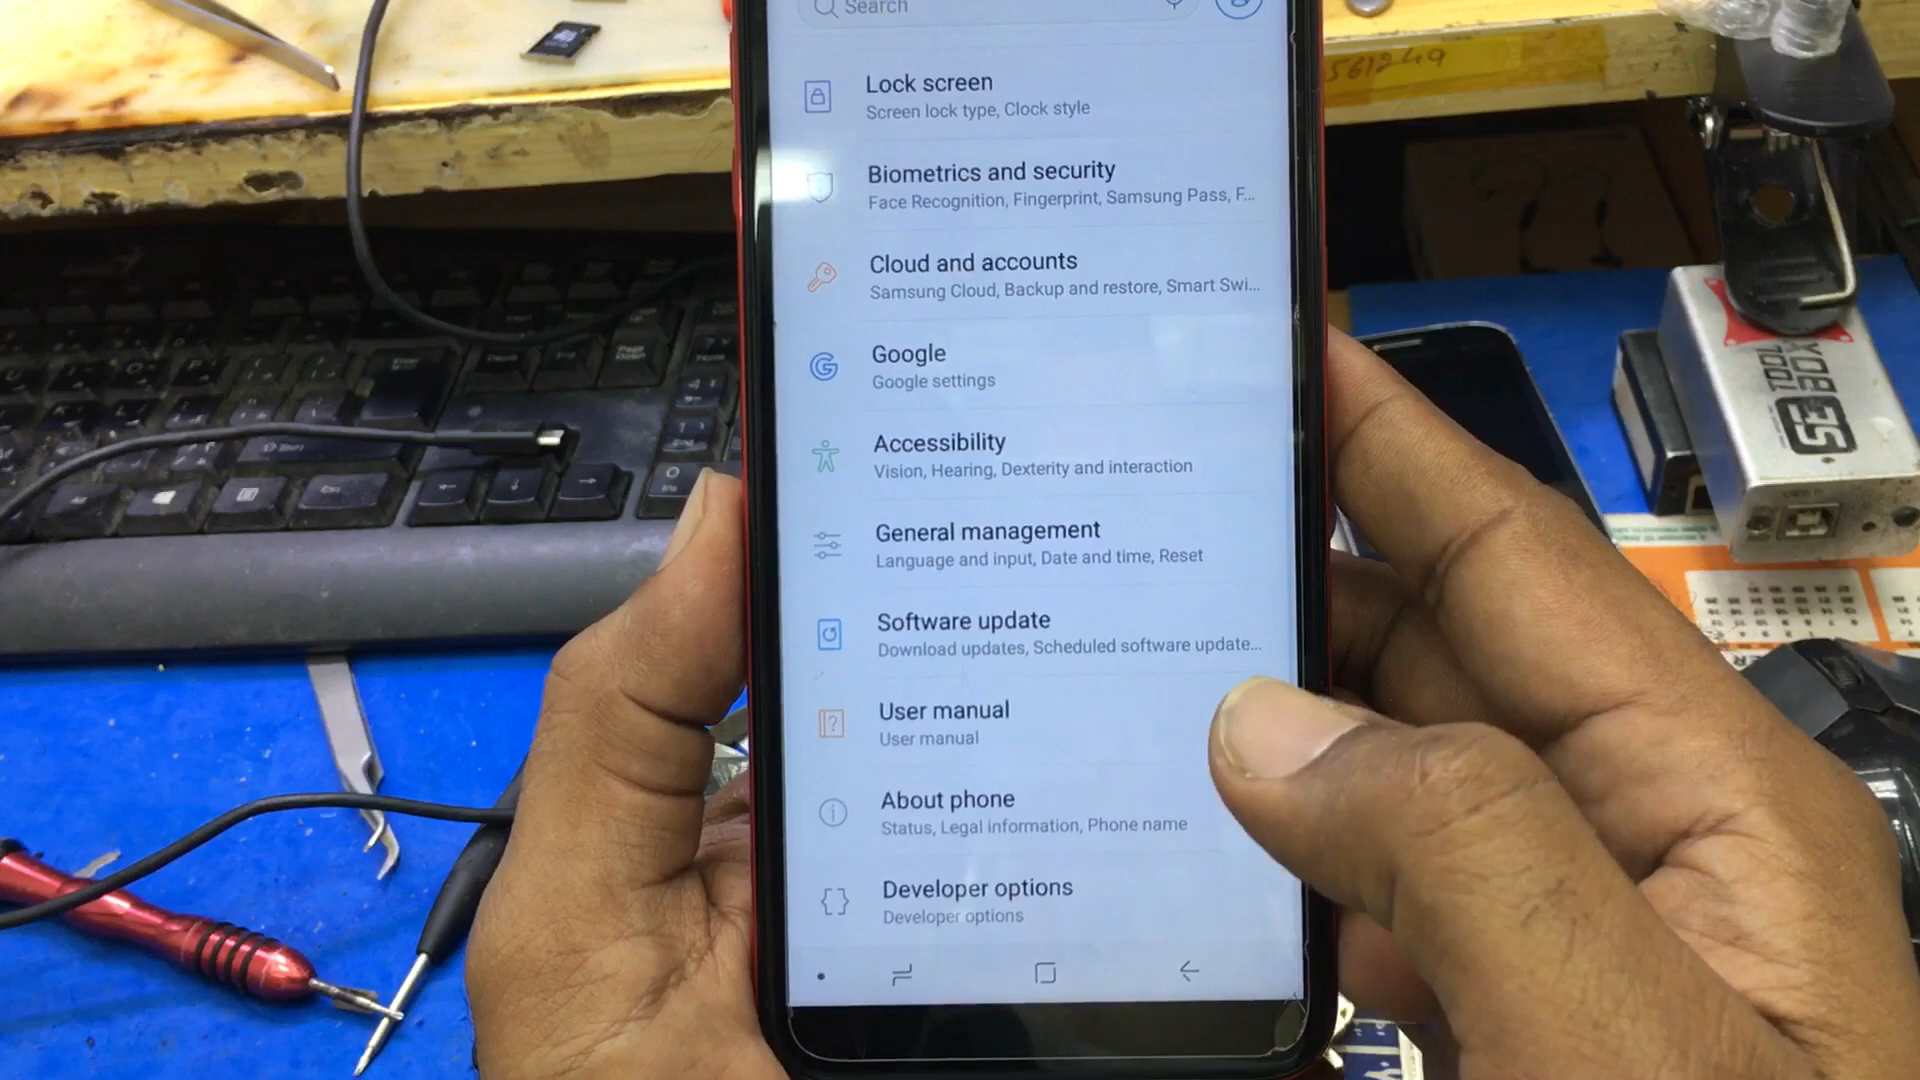 Search
Lock screen
Screen lock type, Clock style
Biometrics and security
Face Recognition, Fingerprint, Samsung Pass, F...
Cloud and accounts
Samsung Cloud, Backup and restore, Smart Swi...
Google
Google settings
Accessibility
Vision, Hearing, Dexterity and interaction
General management
Language and input, Date and time, Reset
Software update
Download updates, Scheduled software update...
User manual
User manual
About phone
Status, Legal information, Phone name
Developer options
Developer options
561249
TOOL